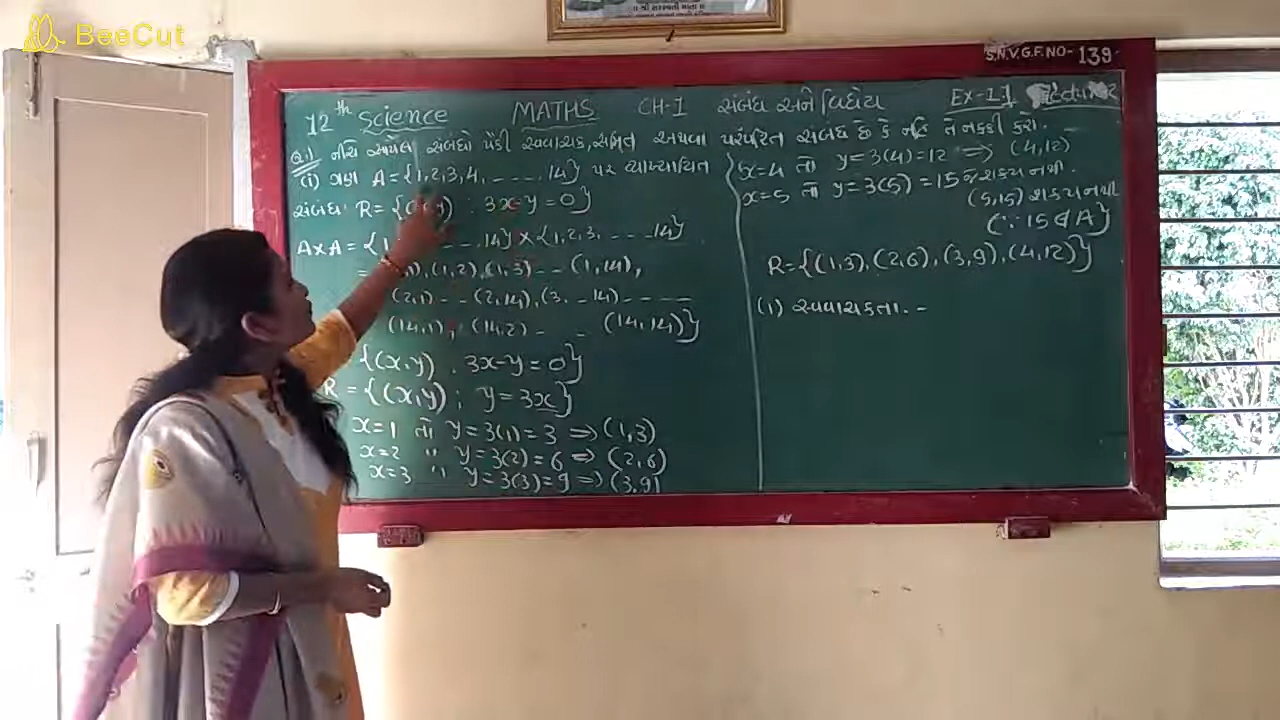 BeeCut
॥ શ્રી સરસ્વતી માતા ॥
S.N.V.G.F.NO- 139-
12th Science MATHS CH-1 સંબંધ અને વિધેય Ex-1.1
Q.1 નીચે આપેલ સંબંધો પૈકી સ્વવાચક, સંમિત અથવા પરંપરિત સંબંધ છે કે નહિ તે નક્કી કરો.
(i) ગણ A = {1,2,3,4, ---- . 14} પર વ્યાખ્યાયિત
સંબંધ R = { : 3x-y = 0}
A×A = {1, - - . 14} × {1,2,3. - - .. 14}
= ), (1,2), (1,3) -- (1,14),
(2,1) -- (2,14), (3. - 14) ----
(14,1), (14,2) - - (14,14)}
{(x,y) : 3x-y = 0}
R = {(x,y) ; y = 3x}
x=1 તો y = 3(1) = 3 ⇒ (1,3)
x=2 " y = 3(2) = 6 ⇒ (2,6)
x=3 " y = 3(3) = 9 ⇒ (3,9)
x=4 તો y = 3(4) = 12 ⇒ (4,12)
x=5 તો y = 3(5) = 15 જે શક્ય નથી.
(5,15) શક્ય નથી
(∵ 15 ∉ A}
R = {(1,3), (2,6), (3,9), (4,12)}
(1) સ્વવાચકતા. -